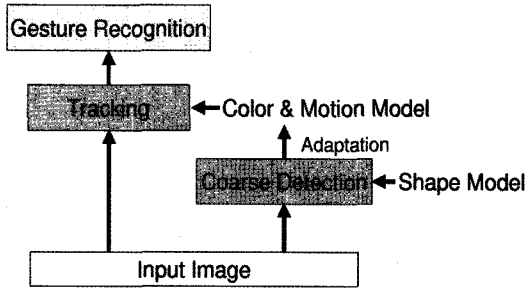 Gesture Recognition
Tracking
Color & Motion Model
Adaptation
Coarse Detection
Shape Model
Input Image